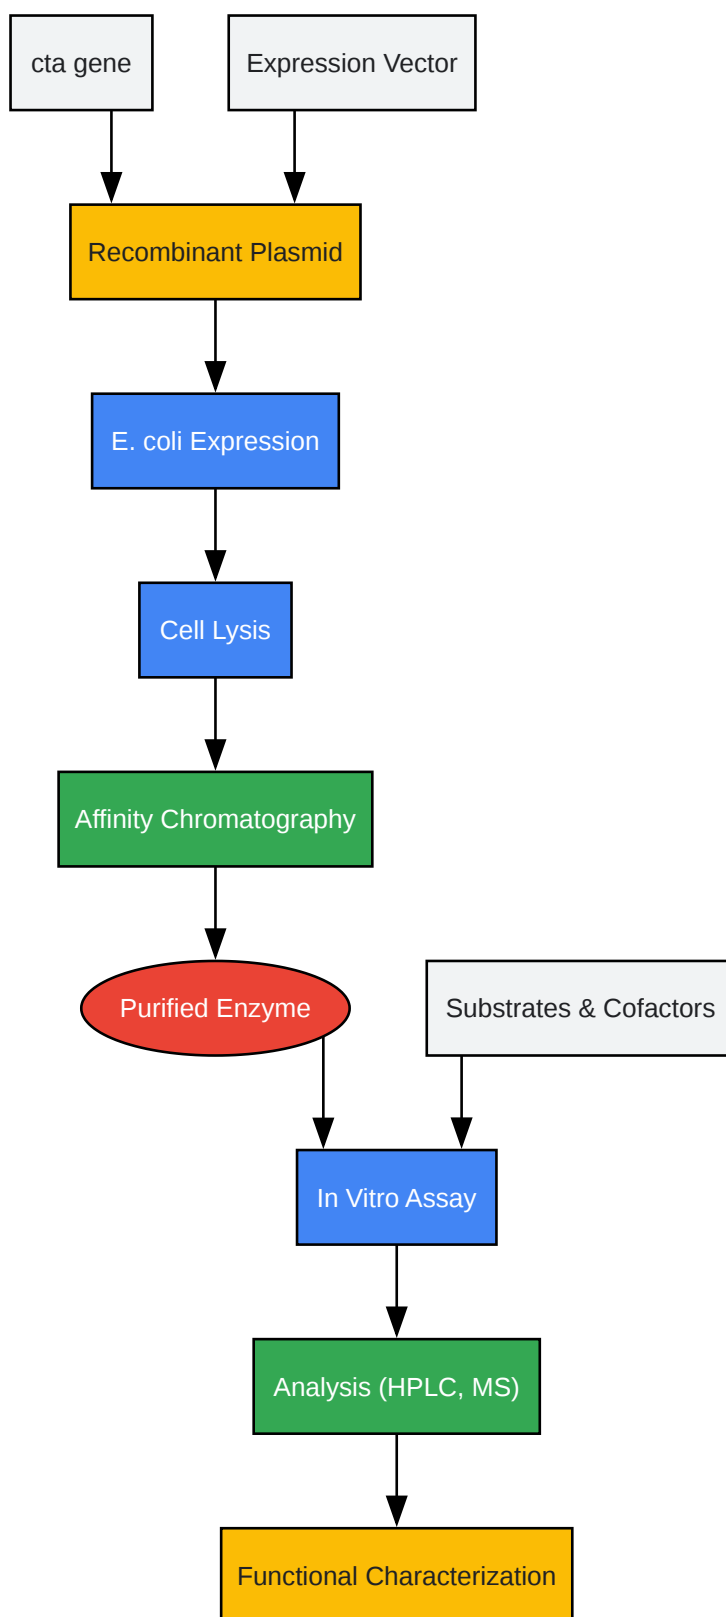 cta gene
Expression Vector
Recombinant Plasmid
E. coli Expression
Cell Lysis
Affinity Chromatography
Purified Enzyme
Substrates & Cofactors
In Vitro Assay
Analysis (HPLC, MS)
Functional Characterization